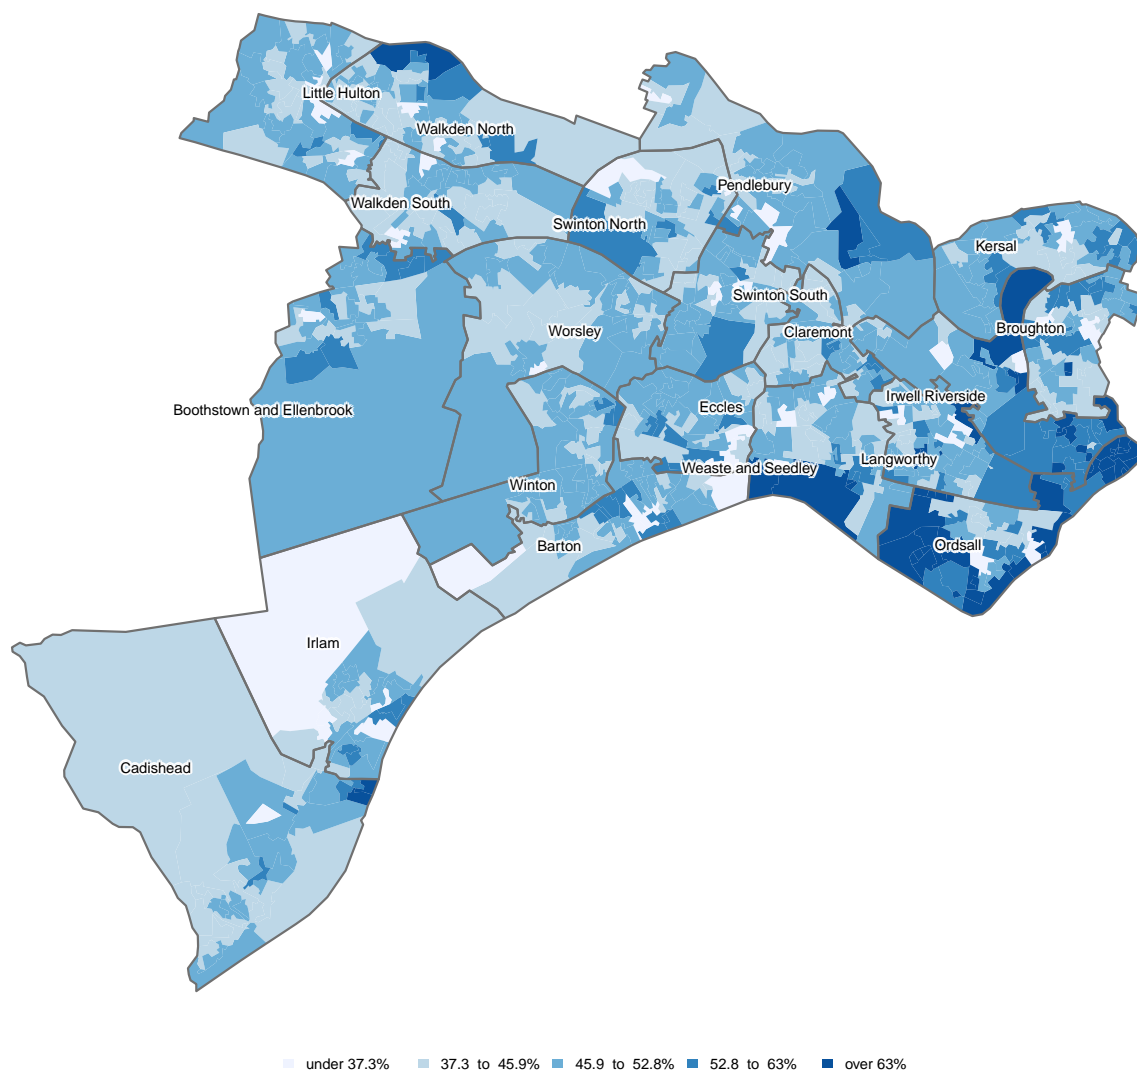 Little Hulton
Walkden North
Pendlebury
Walkden South
Swinton North
Kersal
Swinton South
Broughton
Worsley
Claremont
Irwell Riverside
Eccles
Boothstown and Ellenbrook
Langworthy
Weaste and Seedley
Winton
Ordsall
Barton
Irlam
Cadishead
under 37.3%
37.3 to 45.9%
45.9 to 52.8%
52.8 to 63%
over 63%